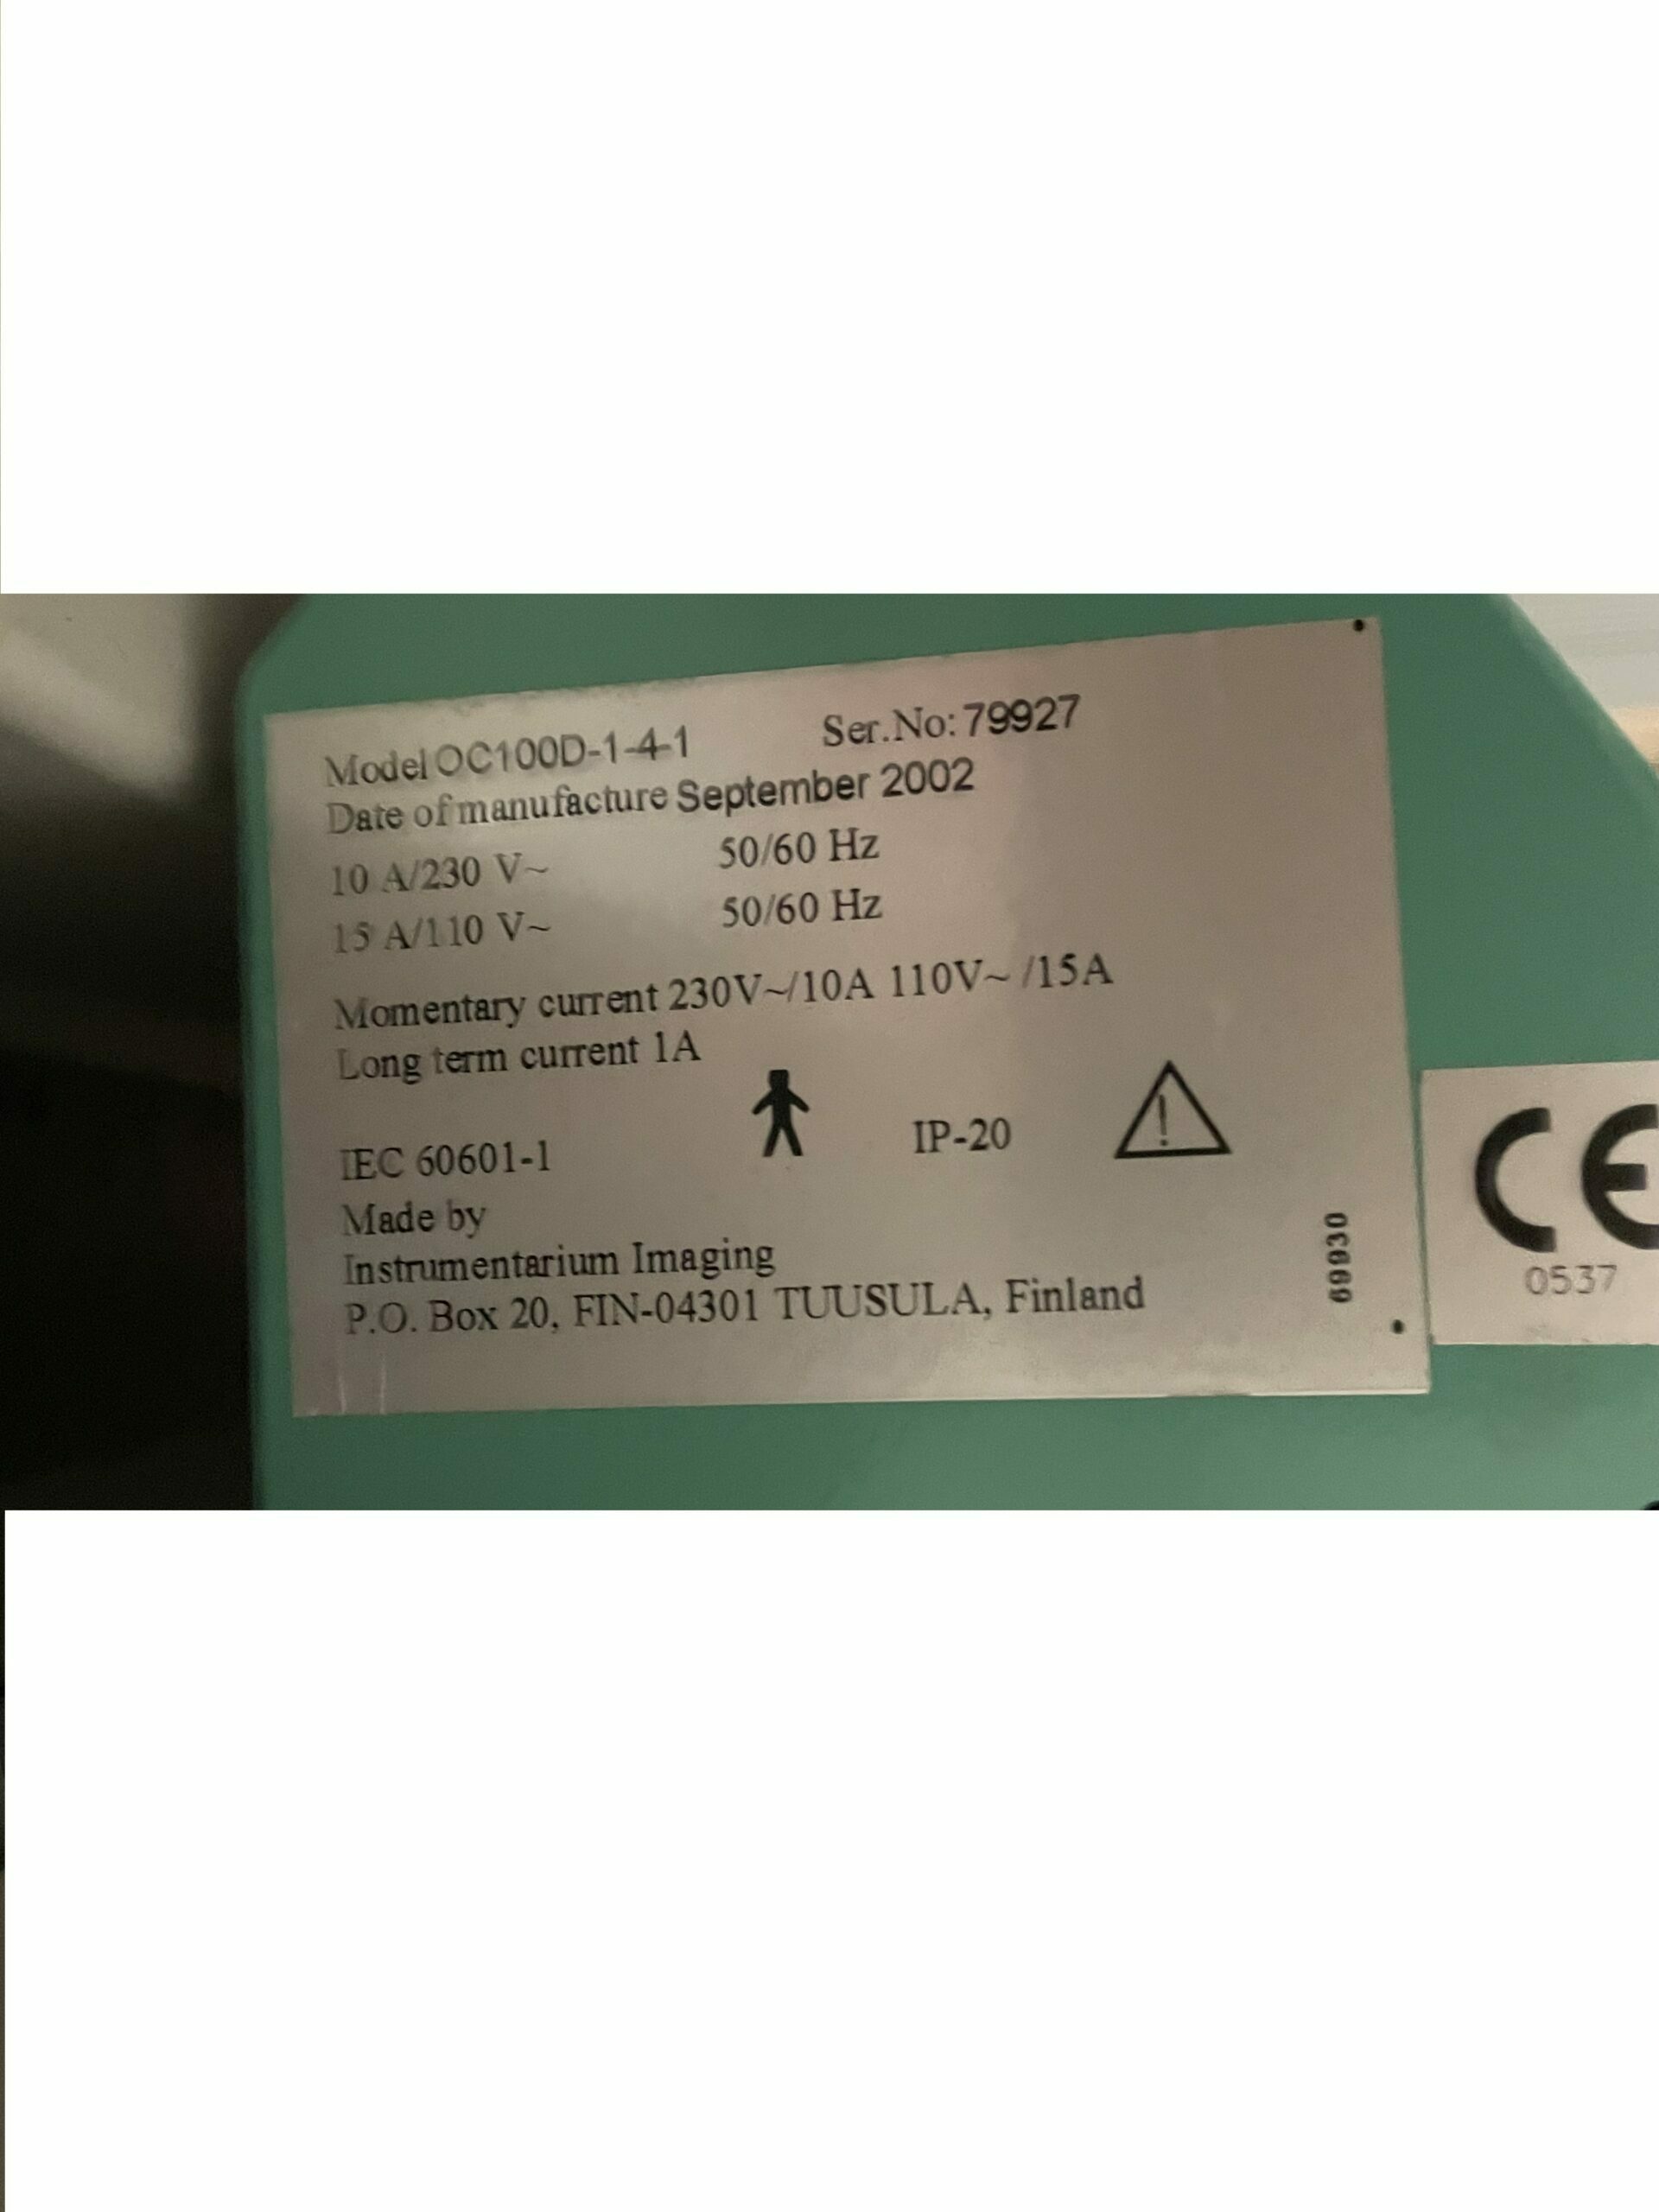 Model OC100D-1-4-1 Ser.No: 79927
Date of manufacture September 2002
10 A/230 V~ 50/60 Hz
15 A/110 V~ 50/60 Hz
Momentary current 230V~/10A 110V~ /15A
Long term current 1A
IEC 60601-1 IP-20 !
Made by
Instrumentarium Imaging
P.O. Box 20, FIN-04301 TUUSULA, Finland
69930
CE
0537